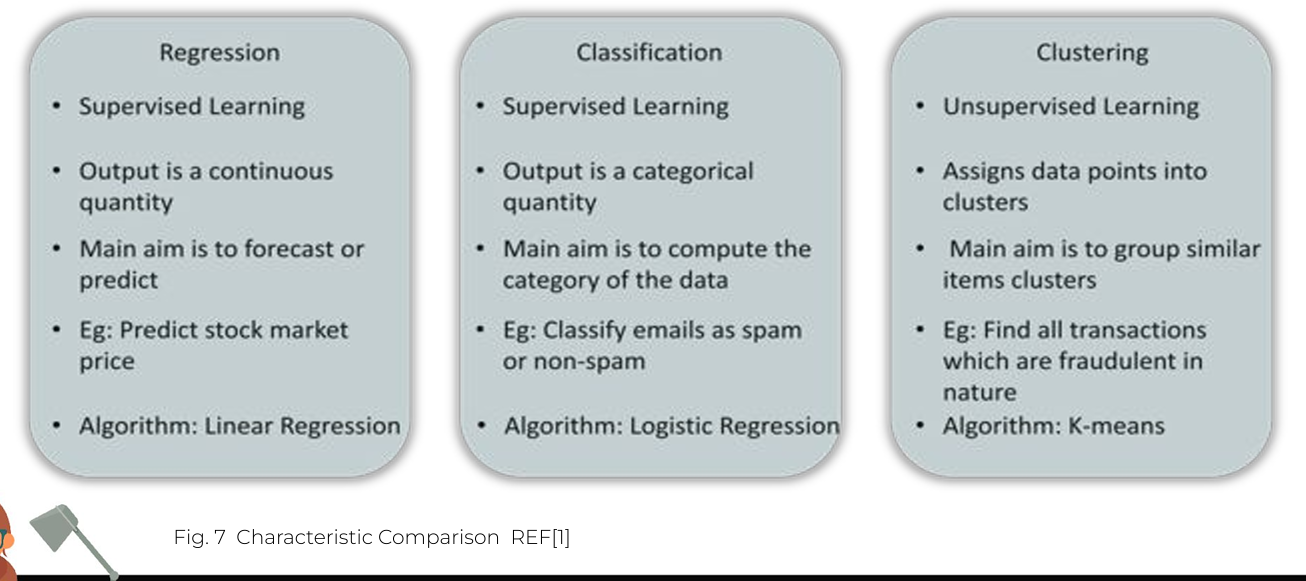 Regression
• Supervised Learning
• Output is a continuous
quantity
• Main aim is to forecast or
predict
• Eg: Predict stock market
price
• Algorithm: Linear Regression
Classification
• Supervised Learning
• Output is a categorical
quantity
• Main aim is to compute the
category of the data
• Eg: Classify emails as spam
or non-spam
• Algorithm: Logistic Regression
Clustering
• Unsupervised Learning
• Assigns data points into
clusters
• Main aim is to group similar
items clusters
• Eg: Find all transactions
which are fraudulent in
nature
• Algorithm: K-means
Fig. 7 Characteristic Comparison REF[1]